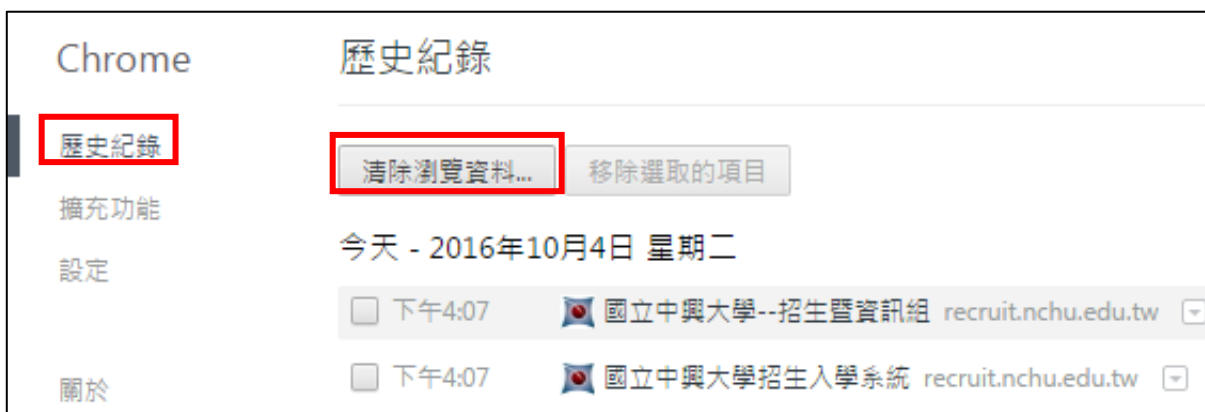 Chrome
歷史紀錄
歷史紀錄
清除瀏覽資料... 移除選取的項目
擴充功能
今天 - 2016年10月4日 星期二
設定
下午4:07 國立中興大學--招生暨資訊組 recruit.nchu.edu.tw
下午4:07 國立中興大學招生入學系統 recruit.nchu.edu.tw
關於